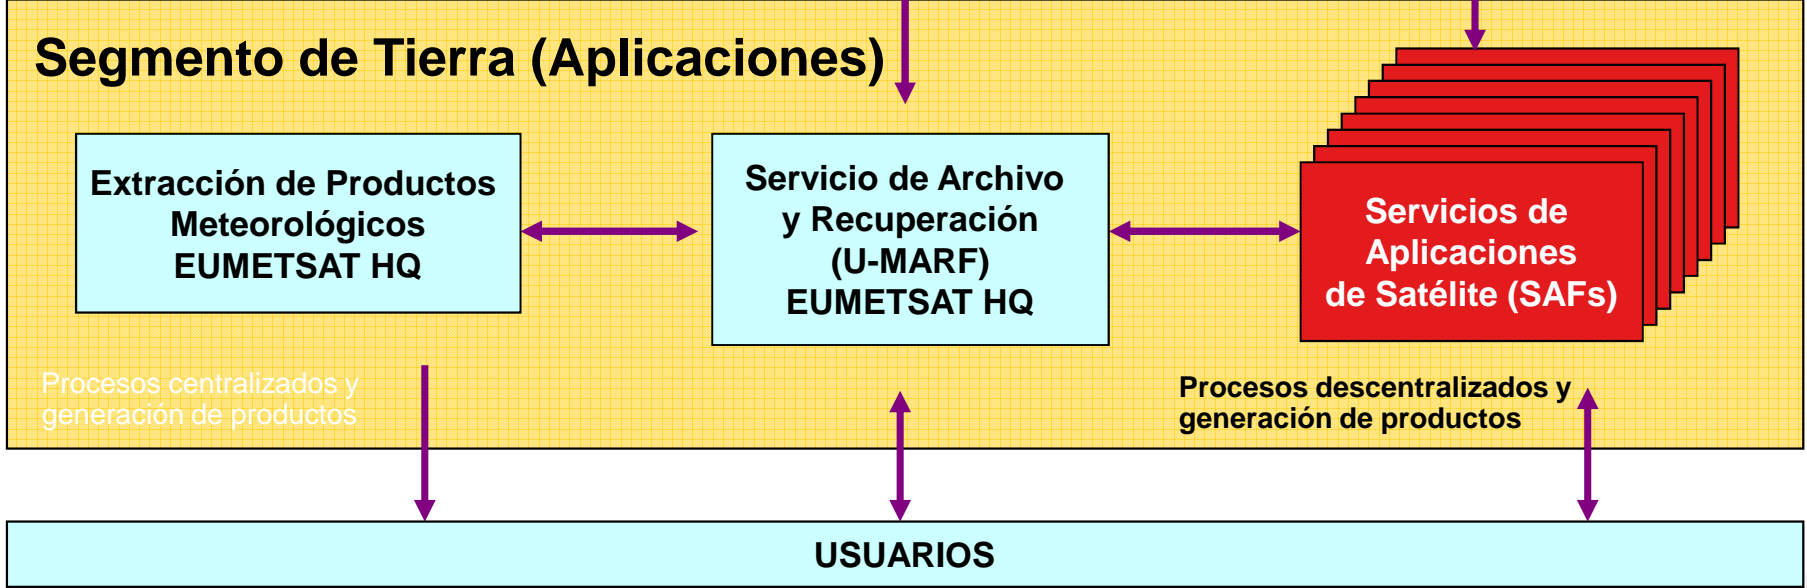 Segmento de Tierra (Aplicaciones)
Extracción de Productos
Meteorológicos
EUMETSAT HQ
Servicio de Archivo
y Recuperación
(U-MARF)
EUMETSAT HQ
Servicios de
Aplicaciones
de Satélite (SAFs)
Procesos centralizados y
generación de productos
Procesos descentralizados y
generación de productos
USUARIOS